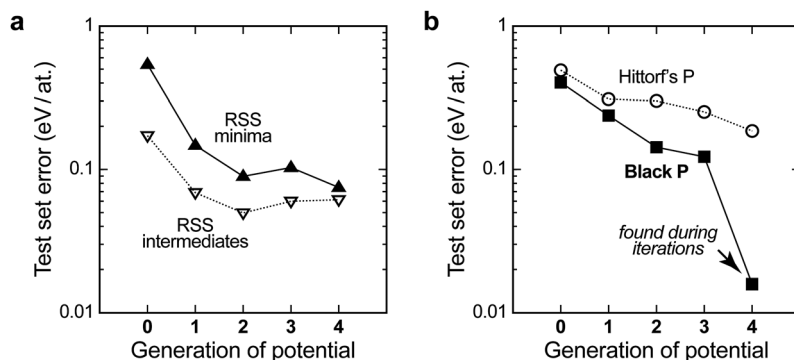 a
1
0.1
0.01
Test set error (eV / at.)
RSS
minima
RSS
intermediates
0 1 2 3 4
Generation of potential
b
1
0.1
0.01
Test set error (eV / at.)
Hittorf's P
Black P
found during
iterations
0 1 2 3 4
Generation of potential